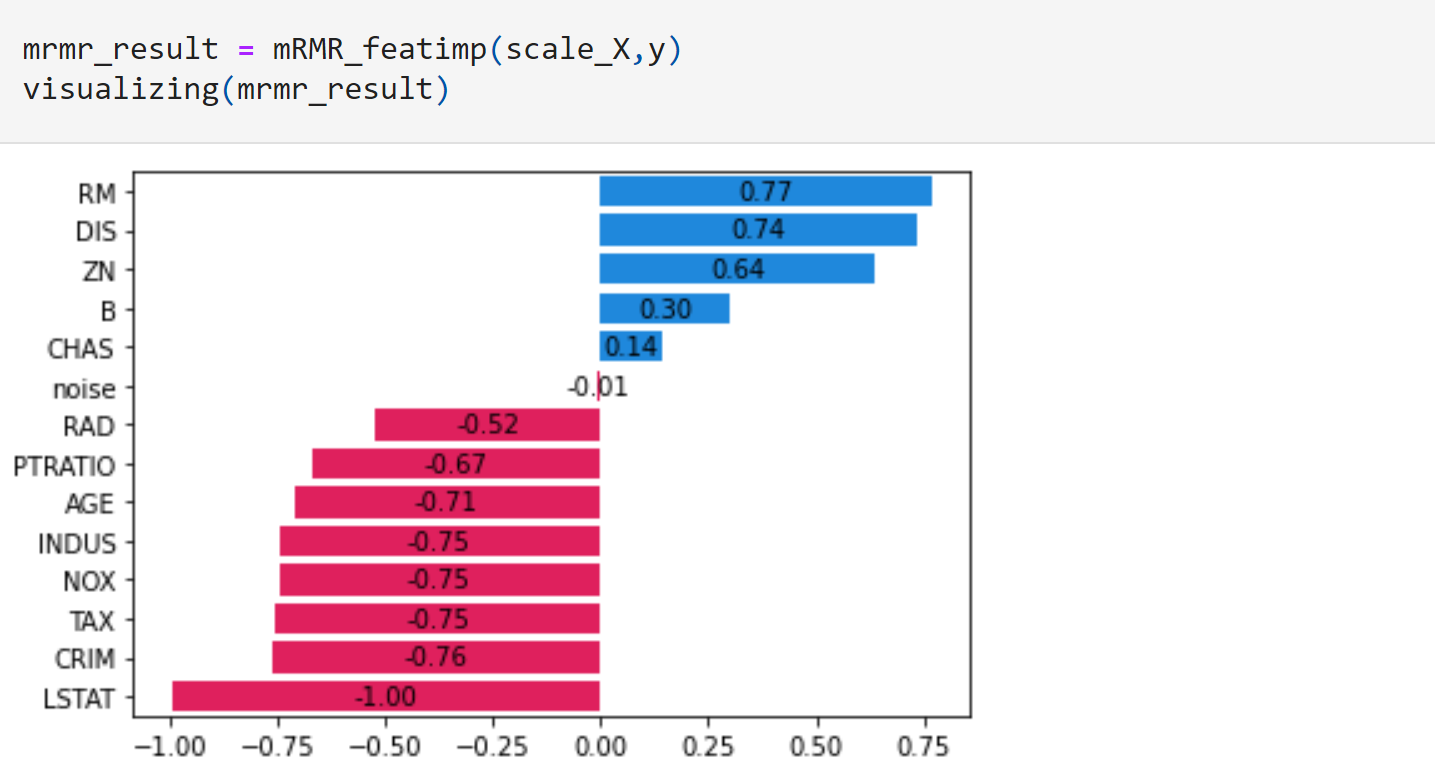 mrmr_result = mRMR_featimp(scale_X,y)
visualizing(mrmr_result)
RM 0.77
DIS 0.74
ZN 0.64
B 0.30
CHAS 0.14
noise -0.01
RAD -0.52
PTRATIO -0.67
AGE -0.71
INDUS -0.75
NOX -0.75
TAX -0.75
CRIM -0.76
LSTAT -1.00
−1.00 −0.75 −0.50 −0.25 0.00 0.25 0.50 0.75